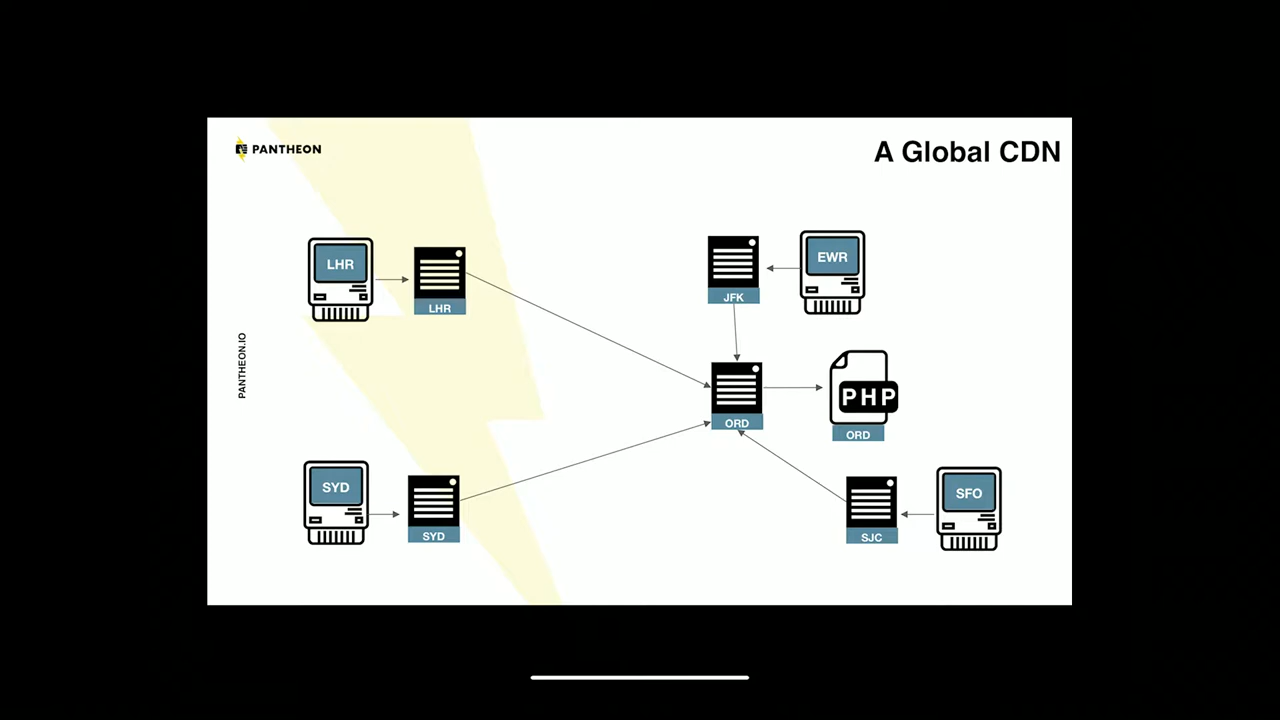 PANTHEON
A Global CDN
PANTHEON.IO
LHR
LHR
JFK
EWR
ORD
PHP
ORD
SYD
SYD
SJC
SFO